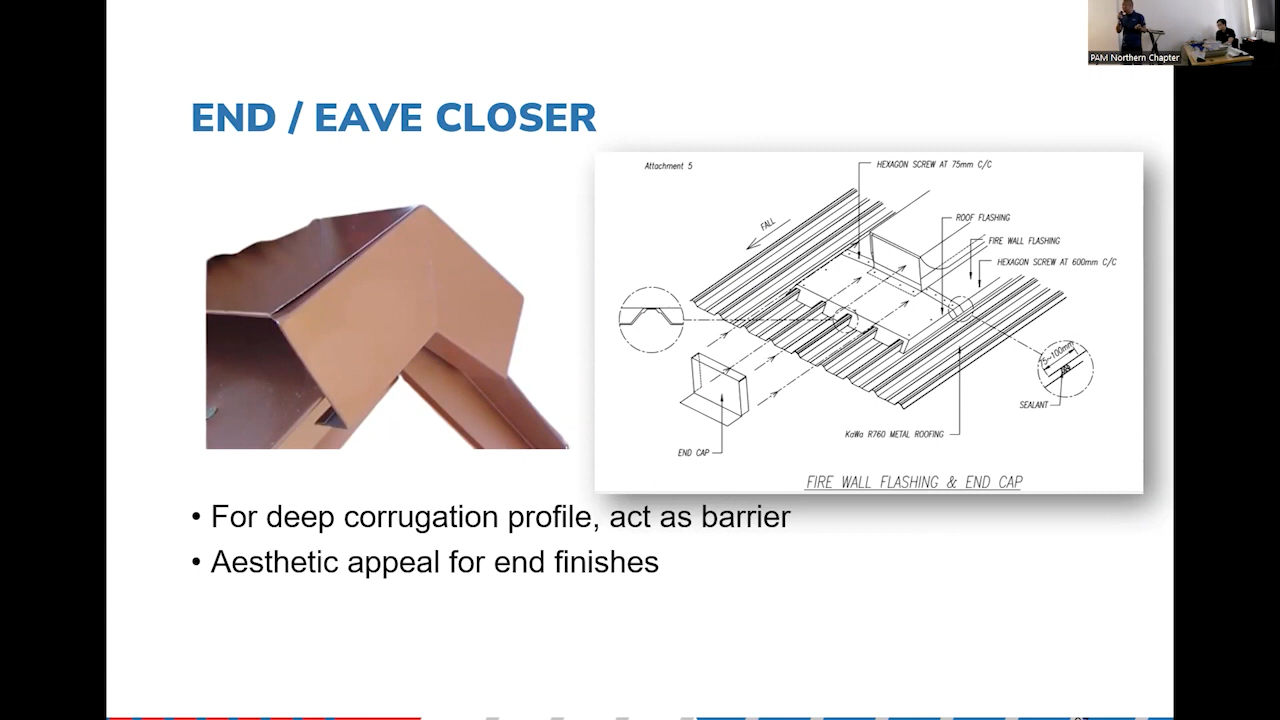 PAM Northern Chapter
END / EAVE CLOSER
Attachment 5
HEXAGON SCREW AT 75mm C/C
FALL
ROOF FLASHING
FIRE WALL FLASHING
HEXAGON SCREW AT 600mm C/C
75~100mm
SEALANT
KaWa R760 METAL ROOFING
END CAP
FIRE WALL FLASHING & END CAP
• For deep corrugation profile, act as barrier
• Aesthetic appeal for end finishes